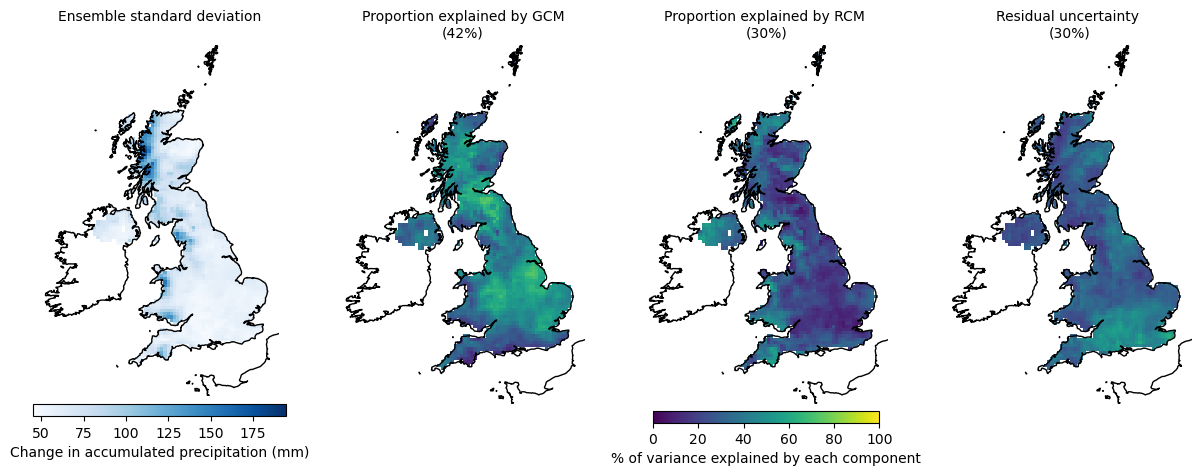 Ensemble standard deviation
Proportion explained by GCM
(42%)
Proportion explained by RCM
(30%)
Residual uncertainty
(30%)
50 75 100 125 150 175
Change in accumulated precipitation (mm)
0 20 40 60 80 100
% of variance explained by each component